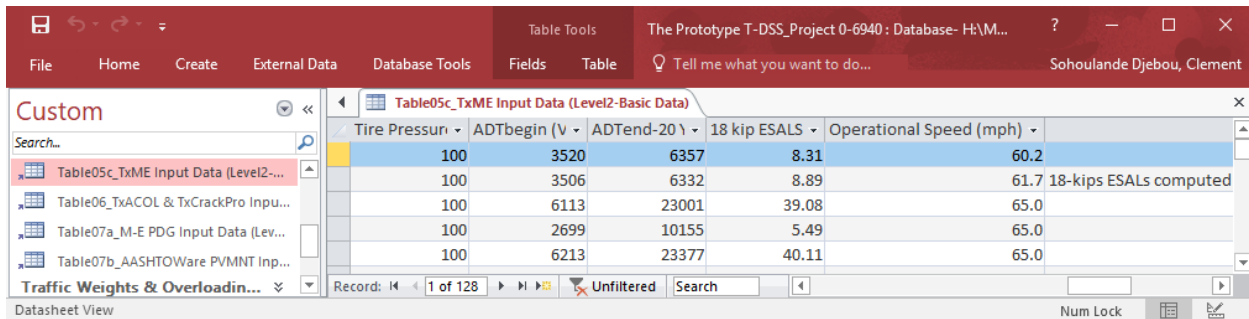 Table Tools
The Prototype T-DSS_Project 0-6940 : Database- H:\M...
?
File Home Create External Data Database Tools Fields Table Tell me what you want to do... Sohoulande Djebou, Clement
Custom
Search...
Table05c_TxME Input Data (Level2-...
Table06_TxACOL & TxCrackPro Inpu...
Table07a_M-E PDG Input Data (Lev...
Table07b_AASHTOWare PVMNT Inp...
Traffic Weights & Overloadin...
Table05c_TxME Input Data (Level2-Basic Data)
Tire Pressur ADTbegin (V ADTend-20 Y 18 kip ESALS Operational Speed (mph)
100 3520 6357 8.31 60.2
100 3506 6332 8.89 61.7 18-kips ESALs computed
100 6113 23001 39.08 65.0
100 2699 10155 5.49 65.0
100 6213 23377 40.11 65.0
Record: 1 of 128 Unfiltered Search
Datasheet View Num Lock